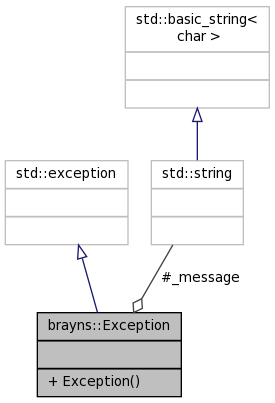 std::basic_string<
char >
std::exception
std::string
#_message
brayns::Exception
+ Exception()